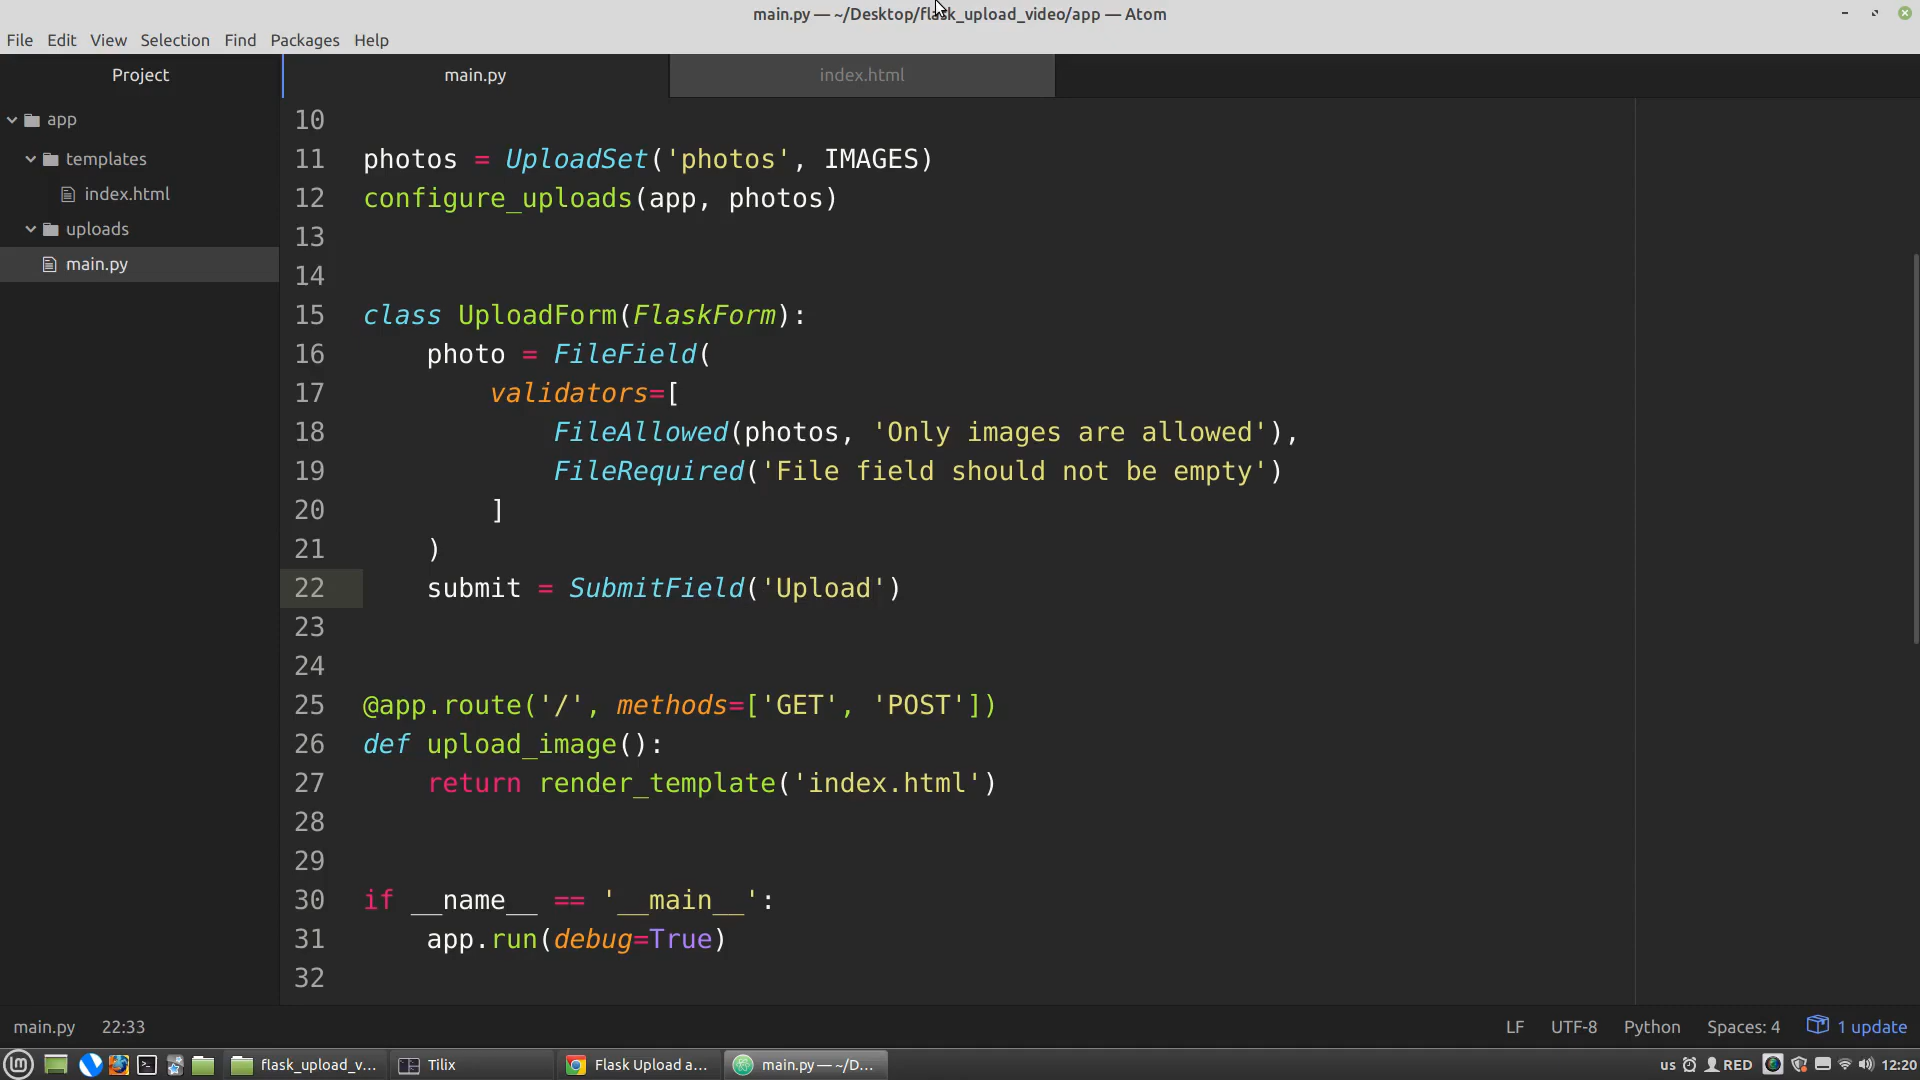 main.py — ~/Desktop/flask_upload_video/app — Atom
File Edit View Selection Find Packages Help
Project
main.py
index.html
app
templates
index.html
uploads
main.py
10
11 photos = UploadSet('photos', IMAGES)
12 configure_uploads(app, photos)
13
14
15 class UploadForm(FlaskForm):
16     photo = FileField(
17         validators=[
18             FileAllowed(photos, 'Only images are allowed'),
19             FileRequired('File field should not be empty')
20         ]
21     )
22     submit = SubmitField('Upload')
23
24
25 @app.route('/', methods=['GET', 'POST'])
26 def upload_image():
27     return render_template('index.html')
28
29
30 if __name__ == '__main__':
31     app.run(debug=True)
32
main.py 22:33 LF UTF-8 Python Spaces: 4 1 update
lm flask_upload_v... Tilix Flask Upload a... main.py — ~/D... us RED 12:20